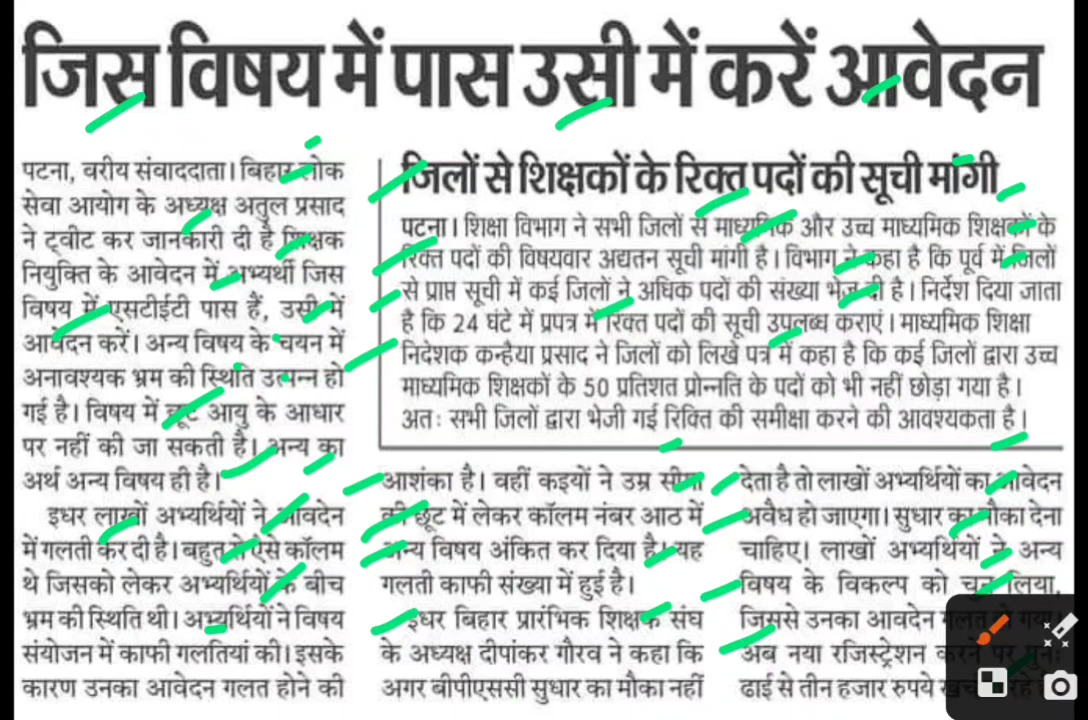 जिस विषय में पास उसी में करें आवेदन
पटना, वरीय संवाददाता। बिहार लोक
सेवा आयोग के अध्यक्ष अतुल प्रसाद
ने ट्वीट कर जानकारी दी है शिक्षक
नियुक्ति के आवेदन में अभ्यर्थी जिस
विषय में एसटीईटी पास हैं, उसी में
आवेदन करें। अन्य विषय के चयन में
अनावश्यक भ्रम की स्थिति उत्पन्न हो
गई है। विषय में छूट आयु के आधार
पर नहीं की जा सकती है। अन्य का
अर्थ अन्य विषय ही है।
इधर लाखों अभ्यर्थियों ने आवदेन
में गलती कर दी है। बहुत से ऐसे कॉलम
थे जिसको लेकर अभ्यर्थियों के बीच
भ्रम की स्थिति थी। अभ्यर्थियों ने विषय
संयोजन में काफी गलतियां की। इसके
कारण उनका आवेदन गलत होने की
जिलों से शिक्षकों के रिक्त पदों की सूची मांगी
पटना। शिक्षा विभाग ने सभी जिलों से माध्यमिक और उच्च माध्यमिक शिक्षकों के
रिक्त पदों की विषयवार अद्यतन सूची मांगी है। विभाग ने कहा है कि पूर्व में जिलों
से प्राप्त सूची में कई जिलों ने अधिक पदों की संख्या भेज दी है। निर्देश दिया जाता
है कि 24 घंटे में प्रपत्र में रिक्त पदों की सूची उपलब्ध कराएं। माध्यमिक शिक्षा
निदेशक कन्हैया प्रसाद ने जिलों को लिखे पत्र में कहा है कि कई जिलों द्वारा उच्च
माध्यमिक शिक्षकों के 50 प्रतिशत प्रोन्नति के पदों को भी नहीं छोड़ा गया है।
अतः सभी जिलों द्वारा भेजी गई रिक्ति की समीक्षा करने की आवश्यकता है।
आशंका है। वहीं कइयों ने उम्र सीमा
की छूट में लेकर कॉलम नंबर आठ में
अन्य विषय अंकित कर दिया है। यह
गलती काफी संख्या में हुई है।
इधर बिहार प्रारंभिक शिक्षक संघ
के अध्यक्ष दीपांकर गौरव ने कहा कि
अगर बीपीएससी सुधार का मौका नहीं
देता है तो लाखों अभ्यर्थियों का आवेदन
अवैध हो जाएगा। सुधार का मौका देना
चाहिए। लाखों अभ्यर्थियों ने अन्य
विषय के विकल्प को चुन लिया,
जिससे उनका आवेदन गलत हो गया।
अब नया रजिस्ट्रेशन करने पर पुनः
ढाई से तीन हजार रुपये खर्च